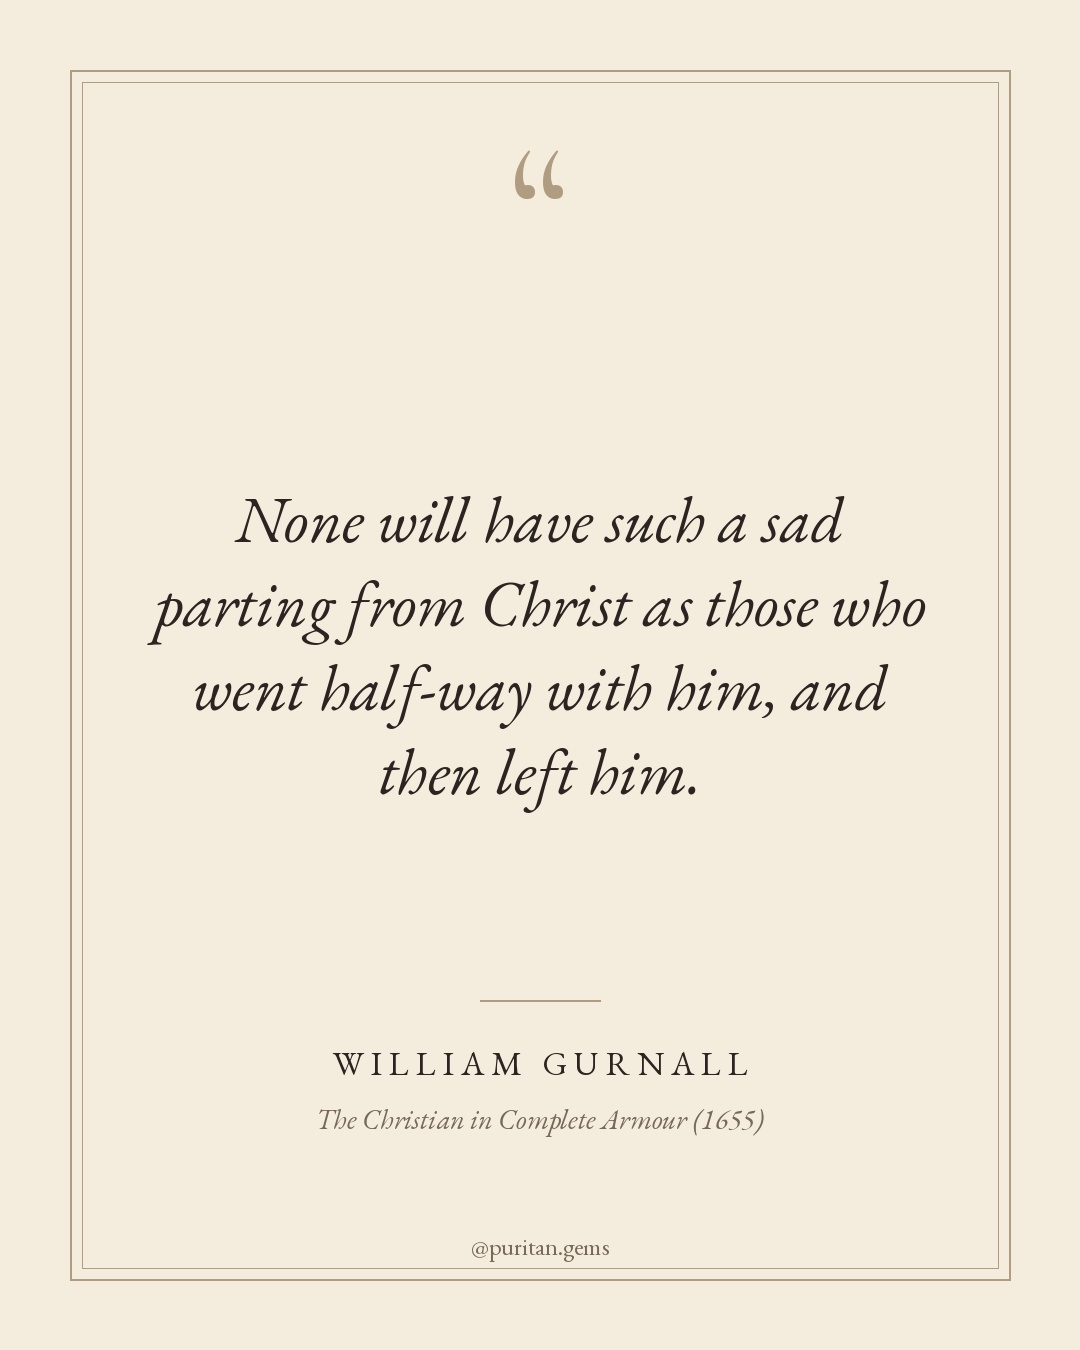 “
None will have such a sad
parting from Christ as those who
went half-way with him, and
then left him.
WILLIAM GURNALL
The Christian in Complete Armour (1655)
@puritan.gems